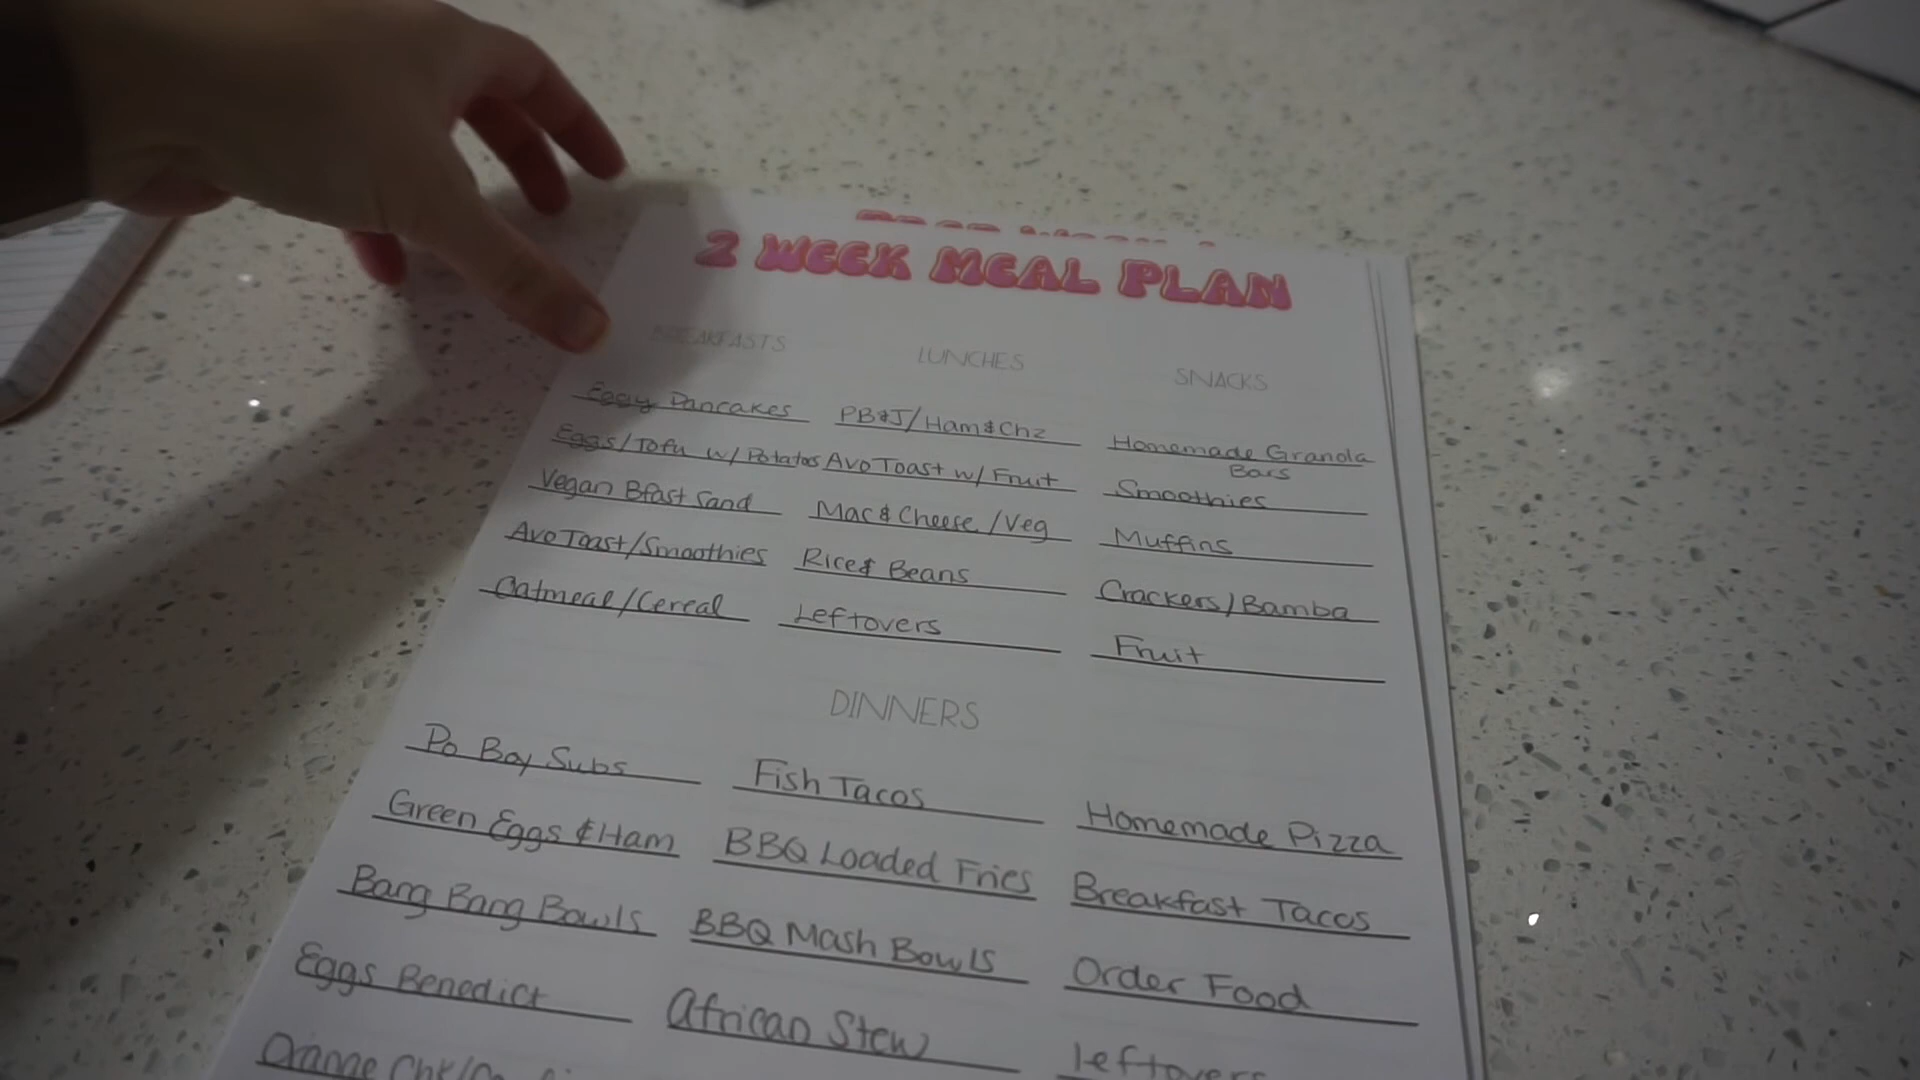 2 WEEK MEAL PLAN
BREAKFASTS
Eggy Pancakes
Eggs/Tofu w/ Potatos
Vegan Bfast Sand
Avo Toast/Smoothies
Oatmeal/Cereal
LUNCHES
PB&J/Ham&Chz
Avo Toast w/ Fruit
Mac & Cheese /Veg
Rice & Beans
Leftovers
SNACKS
Homemade Granola
Bars
Smoothies
Muffins
Crackers/Bamba
Fruit
DINNERS
Po Boy Subs
Green Eggs & Ham
Bang Bang Bowls
Eggs Benedict
Fish Tacos
BBQ Loaded Fries
BBQ Mash Bowls
African Stew
Homemade Pizza
Breakfast Tacos
Order Food
leftovers